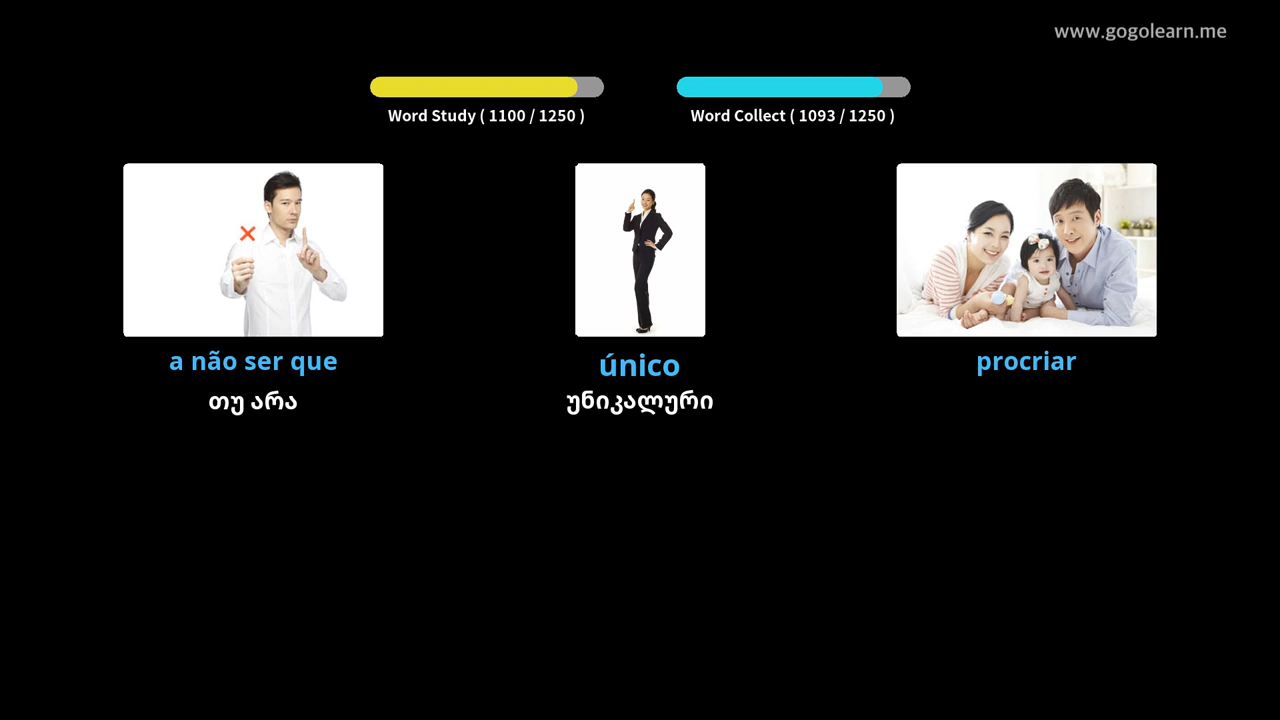 www.gogolearn.me
Word Study ( 1100 / 1250 )
Word Collect ( 1093 / 1250 )
a não ser que
თუ არა
único
უნიკალური
procriar